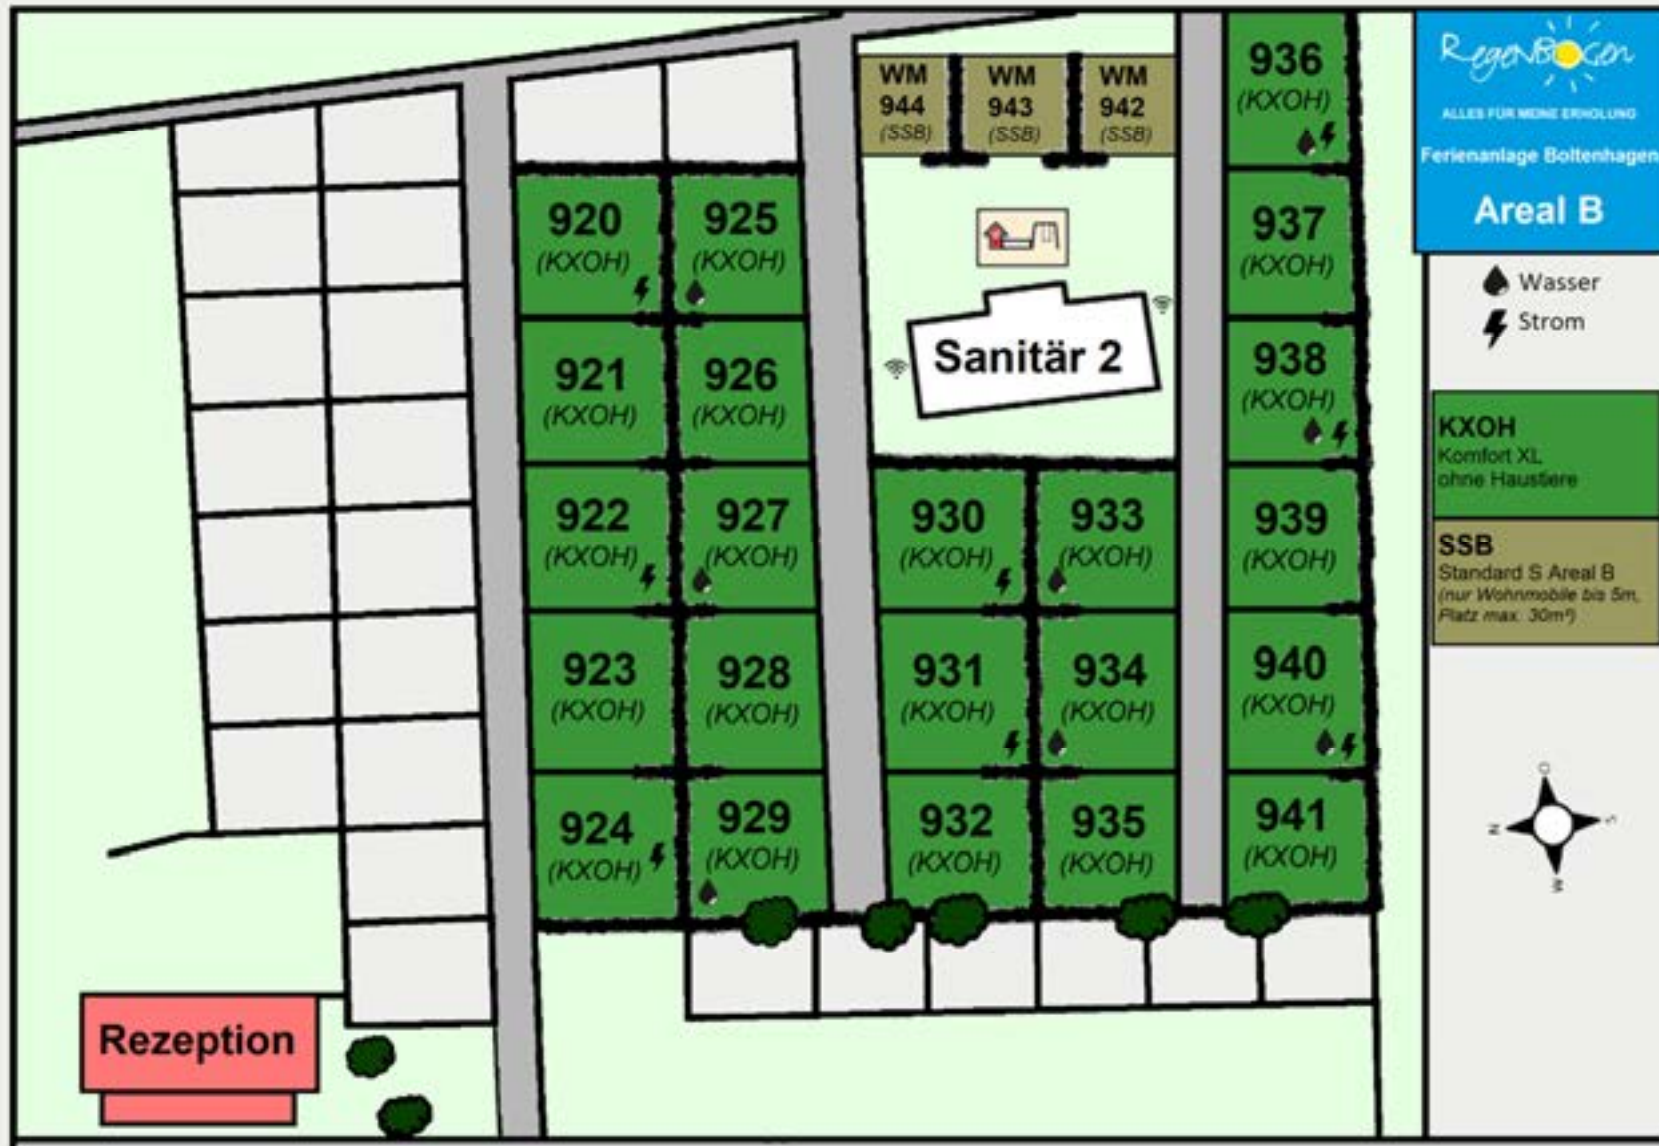 WM
944
(SSB)
WM
943
(SSB)
WM
942
(SSB)
936
(KXOH)
920
(KXOH)
925
(KXOH)
937
(KXOH)
921
(KXOH)
926
(KXOH)
Sanitär 2
938
(KXOH)
922
(KXOH)
927
(KXOH)
930
(KXOH)
933
(KXOH)
939
(KXOH)
923
(KXOH)
928
(KXOH)
931
(KXOH)
934
(KXOH)
940
(KXOH)
924
(KXOH)
929
(KXOH)
932
(KXOH)
935
(KXOH)
941
(KXOH)
Rezeption
RegenBogen
ALLES FÜR MEINE ERHOLUNG
Ferienanlage Boltenhagen
Areal B
Wasser
Strom
KXOH
Komfort XL
ohne Haustiere
SSB
Standard S Areal B
(nur Wohnmobile bis 5m,
Platz max. 30m²)
O
N
S
W